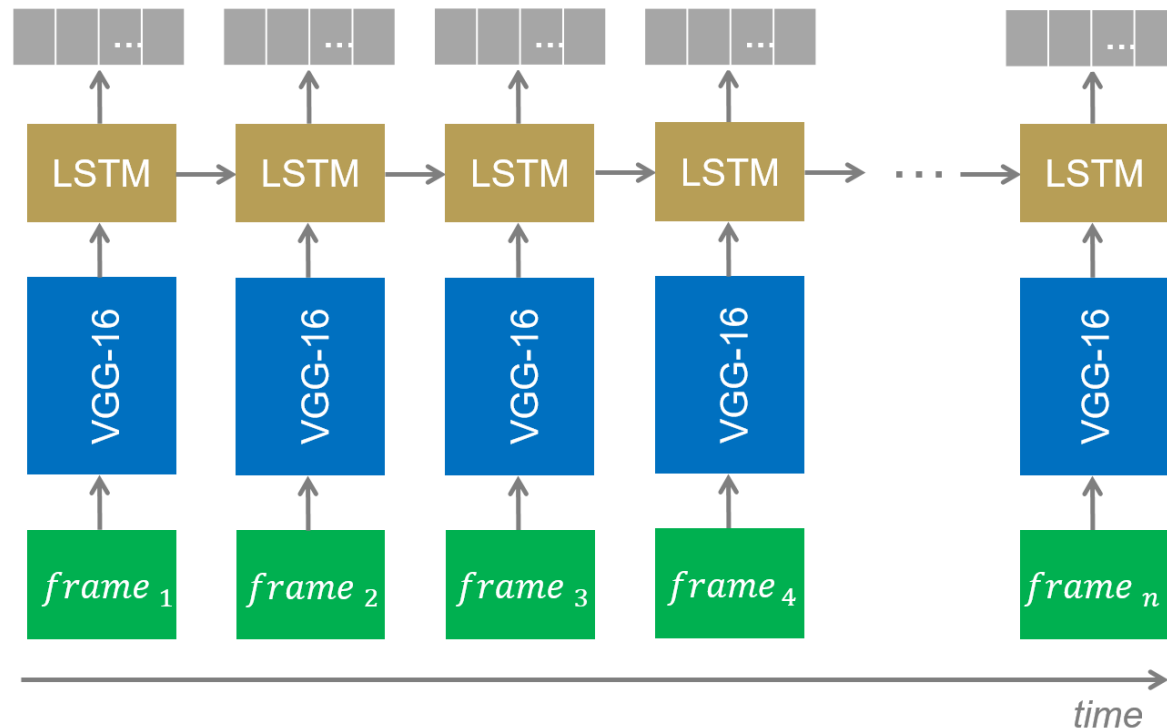 ... ... ... ... ...
LSTM LSTM LSTM LSTM ... LSTM
VGG-16 VGG-16 VGG-16 VGG-16 VGG-16
frame 1 frame 2 frame 3 frame 4 frame n
time